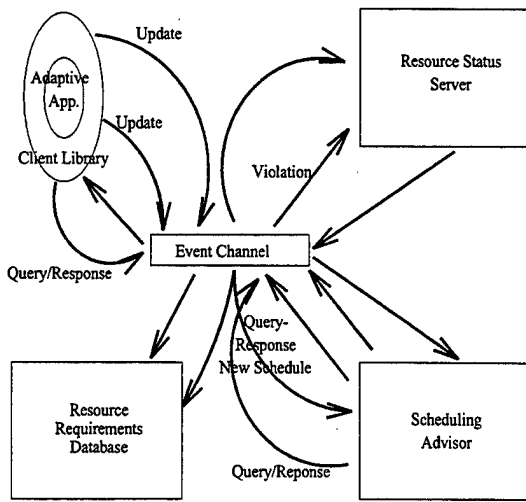 Update
Resource Status
Server
Adaptive
App.
Update
Client Library
Violation
Event Channel
Query/Response
Query-
Response
New Schedule
Resource
Requirements
Database
Scheduling
Advisor
Query/Reponse